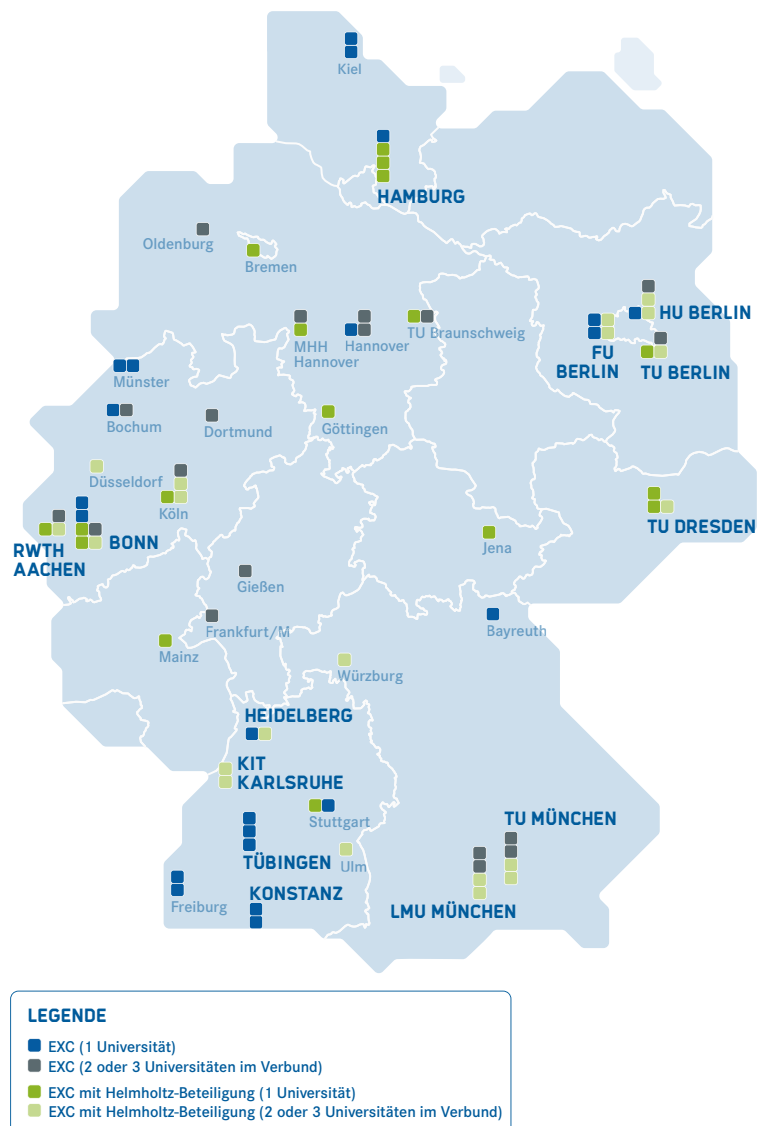 Kiel
HAMBURG
Oldenburg
Bremen
MHH
Hannover
Hannover
TU Braunschweig
HU BERLIN
FU
BERLIN
TU BERLIN
Münster
Bochum
Dortmund
Göttingen
Düsseldorf
Köln
RWTH
AACHEN
BONN
TU DRESDEN
Jena
Gießen
Frankfurt/M
Bayreuth
Mainz
Würzburg
HEIDELBERG
KIT
KARLSRUHE
Stuttgart
TU MÜNCHEN
TÜBINGEN
Ulm
Freiburg
KONSTANZ
LMU MÜNCHEN
LEGENDE
EXC (1 Universität)
EXC (2 oder 3 Universitäten im Verbund)
EXC mit Helmholtz-Beteiligung (1 Universität)
EXC mit Helmholtz-Beteiligung (2 oder 3 Universitäten im Verbund)